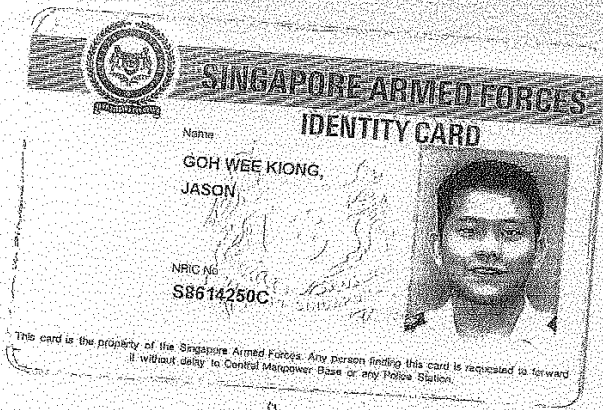 SINGAPORE ARMED FORCES
IDENTITY CARD
Name
GOH WEE KIONG,
JASON
NRIC No
S8614250C
This card is the property of the Singapore Armed Forces. Any person finding this card is requested to forward
it without delay to Central Manpower Base or any Police Station.